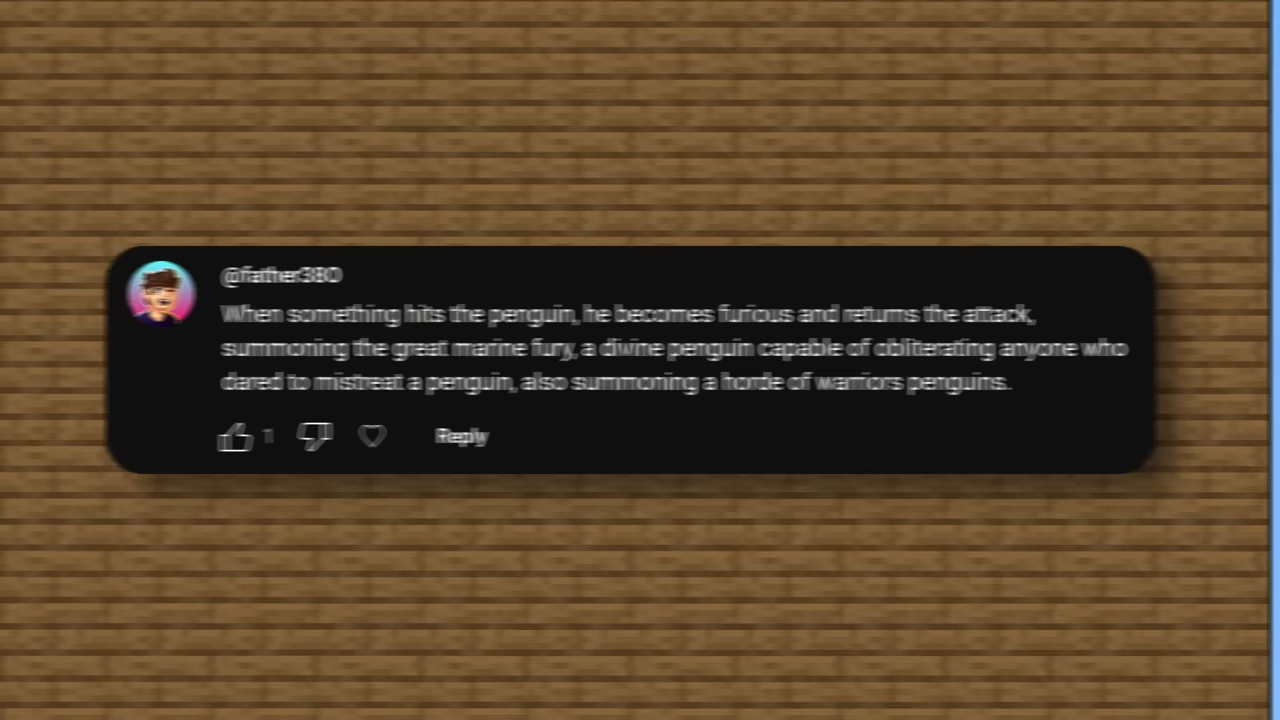 @father380
When something hits the penguin, he becomes furious and returns the attack,
summoning the great marine fury, a divine penguin capable of obliterating anyone who
dared to mistreat a penguin, also summoning a horde of warriors penguins.
1 Reply